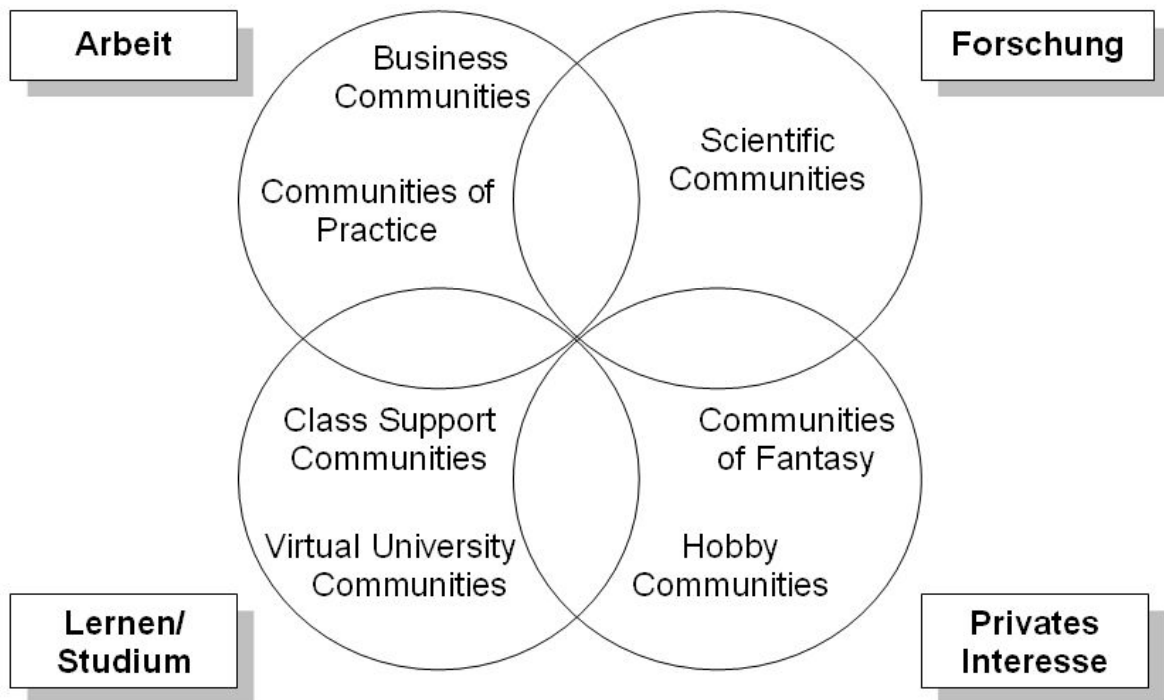 Arbeit
Forschung
Business
Communities
Scientific
Communities
Communities of
Practice
Class Support
Communities
Communities
of Fantasy
Virtual University
Communities
Hobby
Communities
Lernen/
Studium
Privates
Interesse